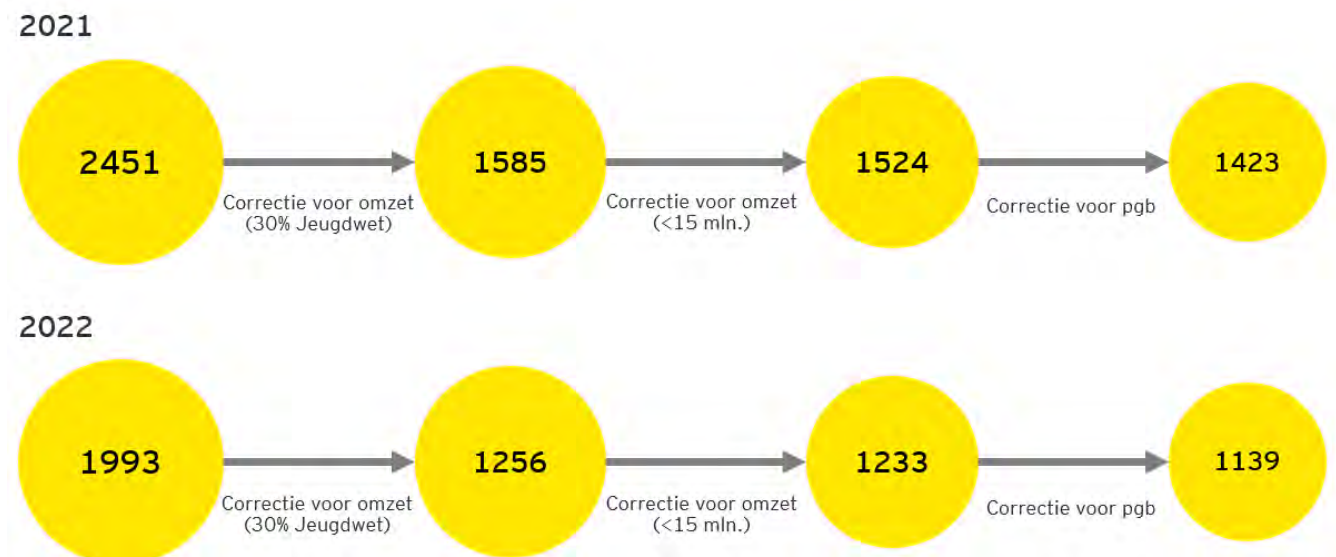 2021
2451
Correctie voor omzet
(30% Jeugdwet)
1585
Correctie voor omzet
(<15 mln.)
1524
Correctie voor pgb
1423
2022
1993
Correctie voor omzet
(30% Jeugdwet)
1256
Correctie voor omzet
(<15 mln.)
1233
Correctie voor pgb
1139